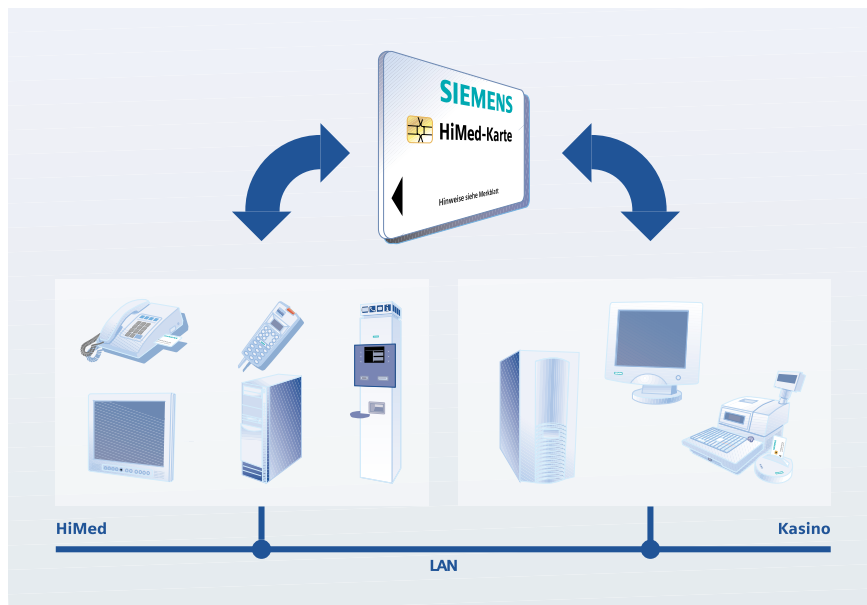 SIEMENS
HiMed-Karte
Hinweise siehe Merkblatt
HiMed
Kasino
LAN